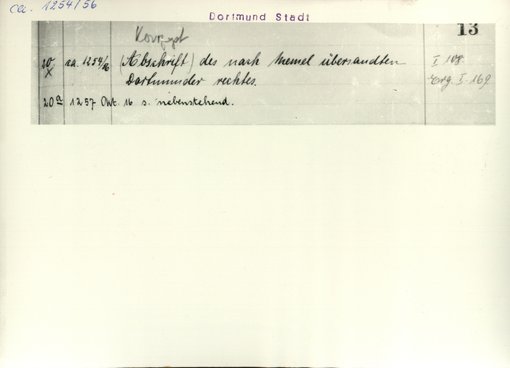 ca. 1254/56
Dortmund Stadt
13
Konzept
20/x ca. 1254/56 (Abschrift) des nach Memel übersandten I 108
Dortmunder rechtes. Erg. I 169
20a 1257 Okt. 16 s. nebenstehend.